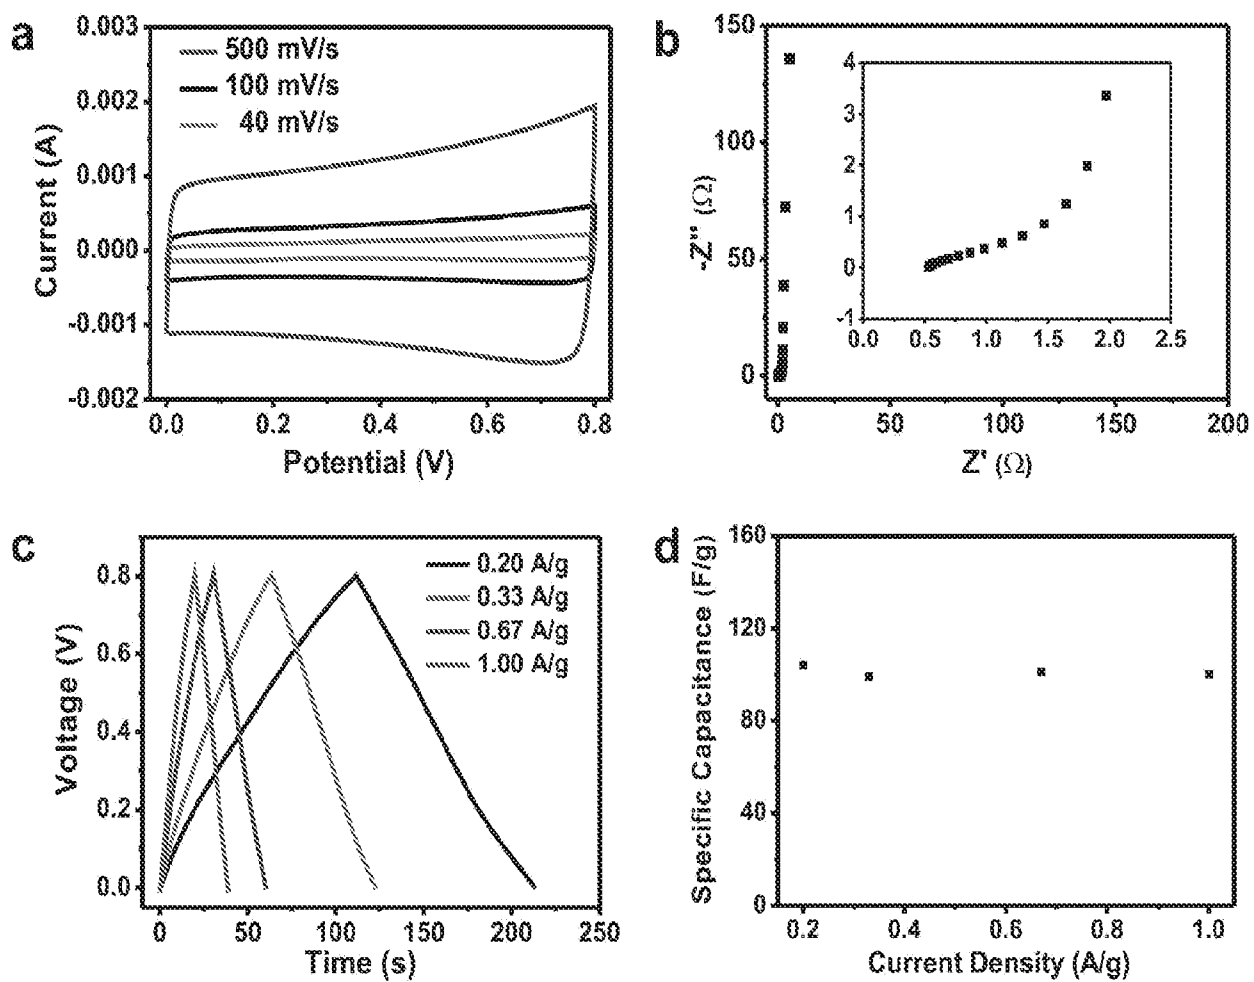 a
500 mV/s
100 mV/s
40 mV/s
0.003
0.002
0.001
0.000
-0.001
-0.002
0.0 0.2 0.4 0.6 0.8
Current (A)
Potential (V)
b
150
100
50
0
0 50 100 150 200
-Z'' (Ω)
Z' (Ω)
4
3
2
1
0
-1
0.0 0.5 1.0 1.5 2.0 2.5
c
0.20 A/g
0.33 A/g
0.67 A/g
1.00 A/g
0.8
0.6
0.4
0.2
0.0
0 50 100 150 200 250
Voltage (V)
Time (s)
d
160
120
80
40
0
0.2 0.4 0.6 0.8 1.0
Specific Capacitance (F/g)
Current Density (A/g)